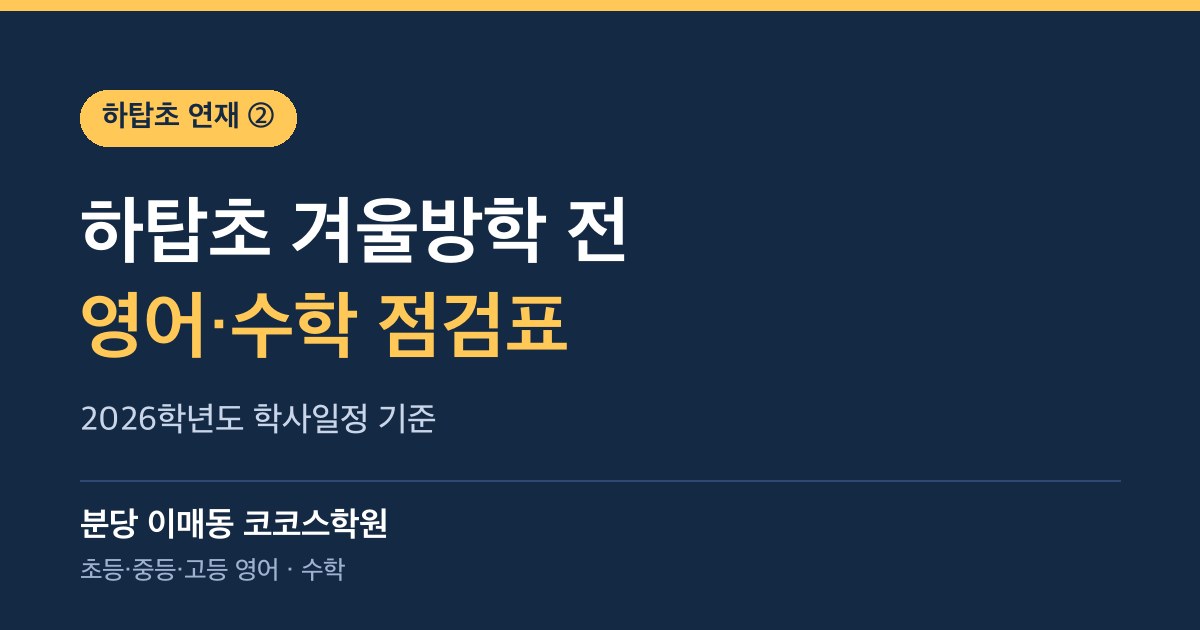 하탑초 연재 ②
하탑초 겨울방학 전
영어·수학 점검표
2026학년도 학사일정 기준
분당 이매동 코코스학원
초등·중등·고등 영어 · 수학